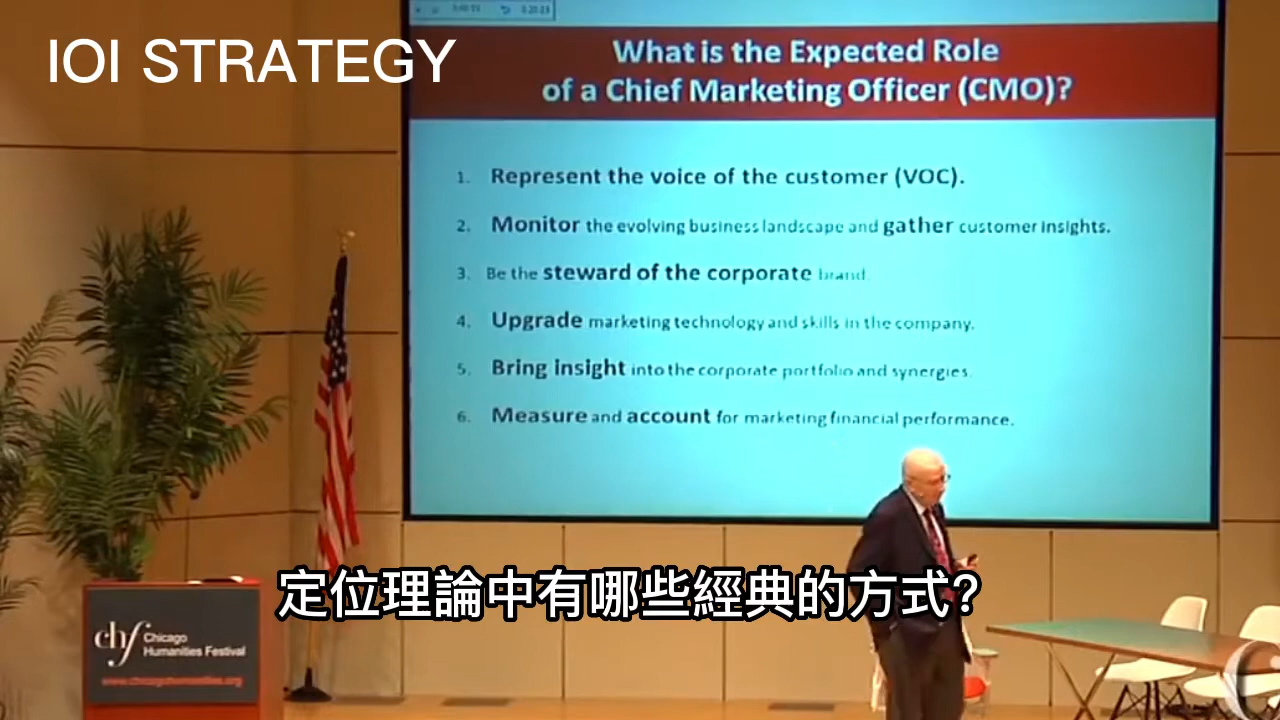 IOI STRATEGY
What is the Expected Role
of a Chief Marketing Officer (CMO)?
1. Represent the voice of the customer (VOC).
2. Monitor the evolving business landscape and gather customer insights.
3. Be the steward of the corporate brand.
4. Upgrade marketing technology and skills in the company.
5. Bring insight into the corporate portfolio and synergies.
6. Measure and account for marketing financial performance.
定位理論中有哪些經典的方式?
chf Chicago
Humanities Festival
www.chicagohumanities.org